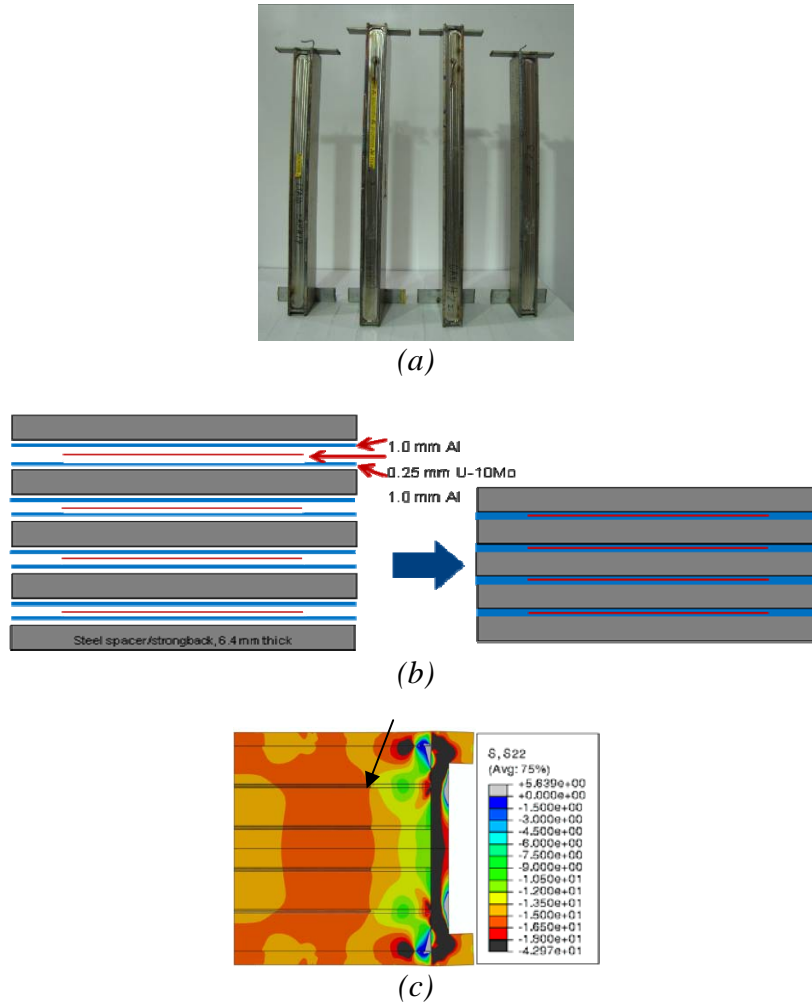 (a)
1.0 mm Al
0.25 mm U-10Mo
1.0 mm Al
Steel spacer/strongback, 6.4 mm thick
(b)
S, S22
(Avg: 75%)
+5.639e+00
+0.000e+00
-1.500e+00
-3.000e+00
-4.500e+00
-6.000e+00
-7.500e+00
-9.000e+00
-1.050e+01
-1.200e+01
-1.350e+01
-1.500e+01
-1.650e+01
-1.800e+01
-4.297e+01
(c)